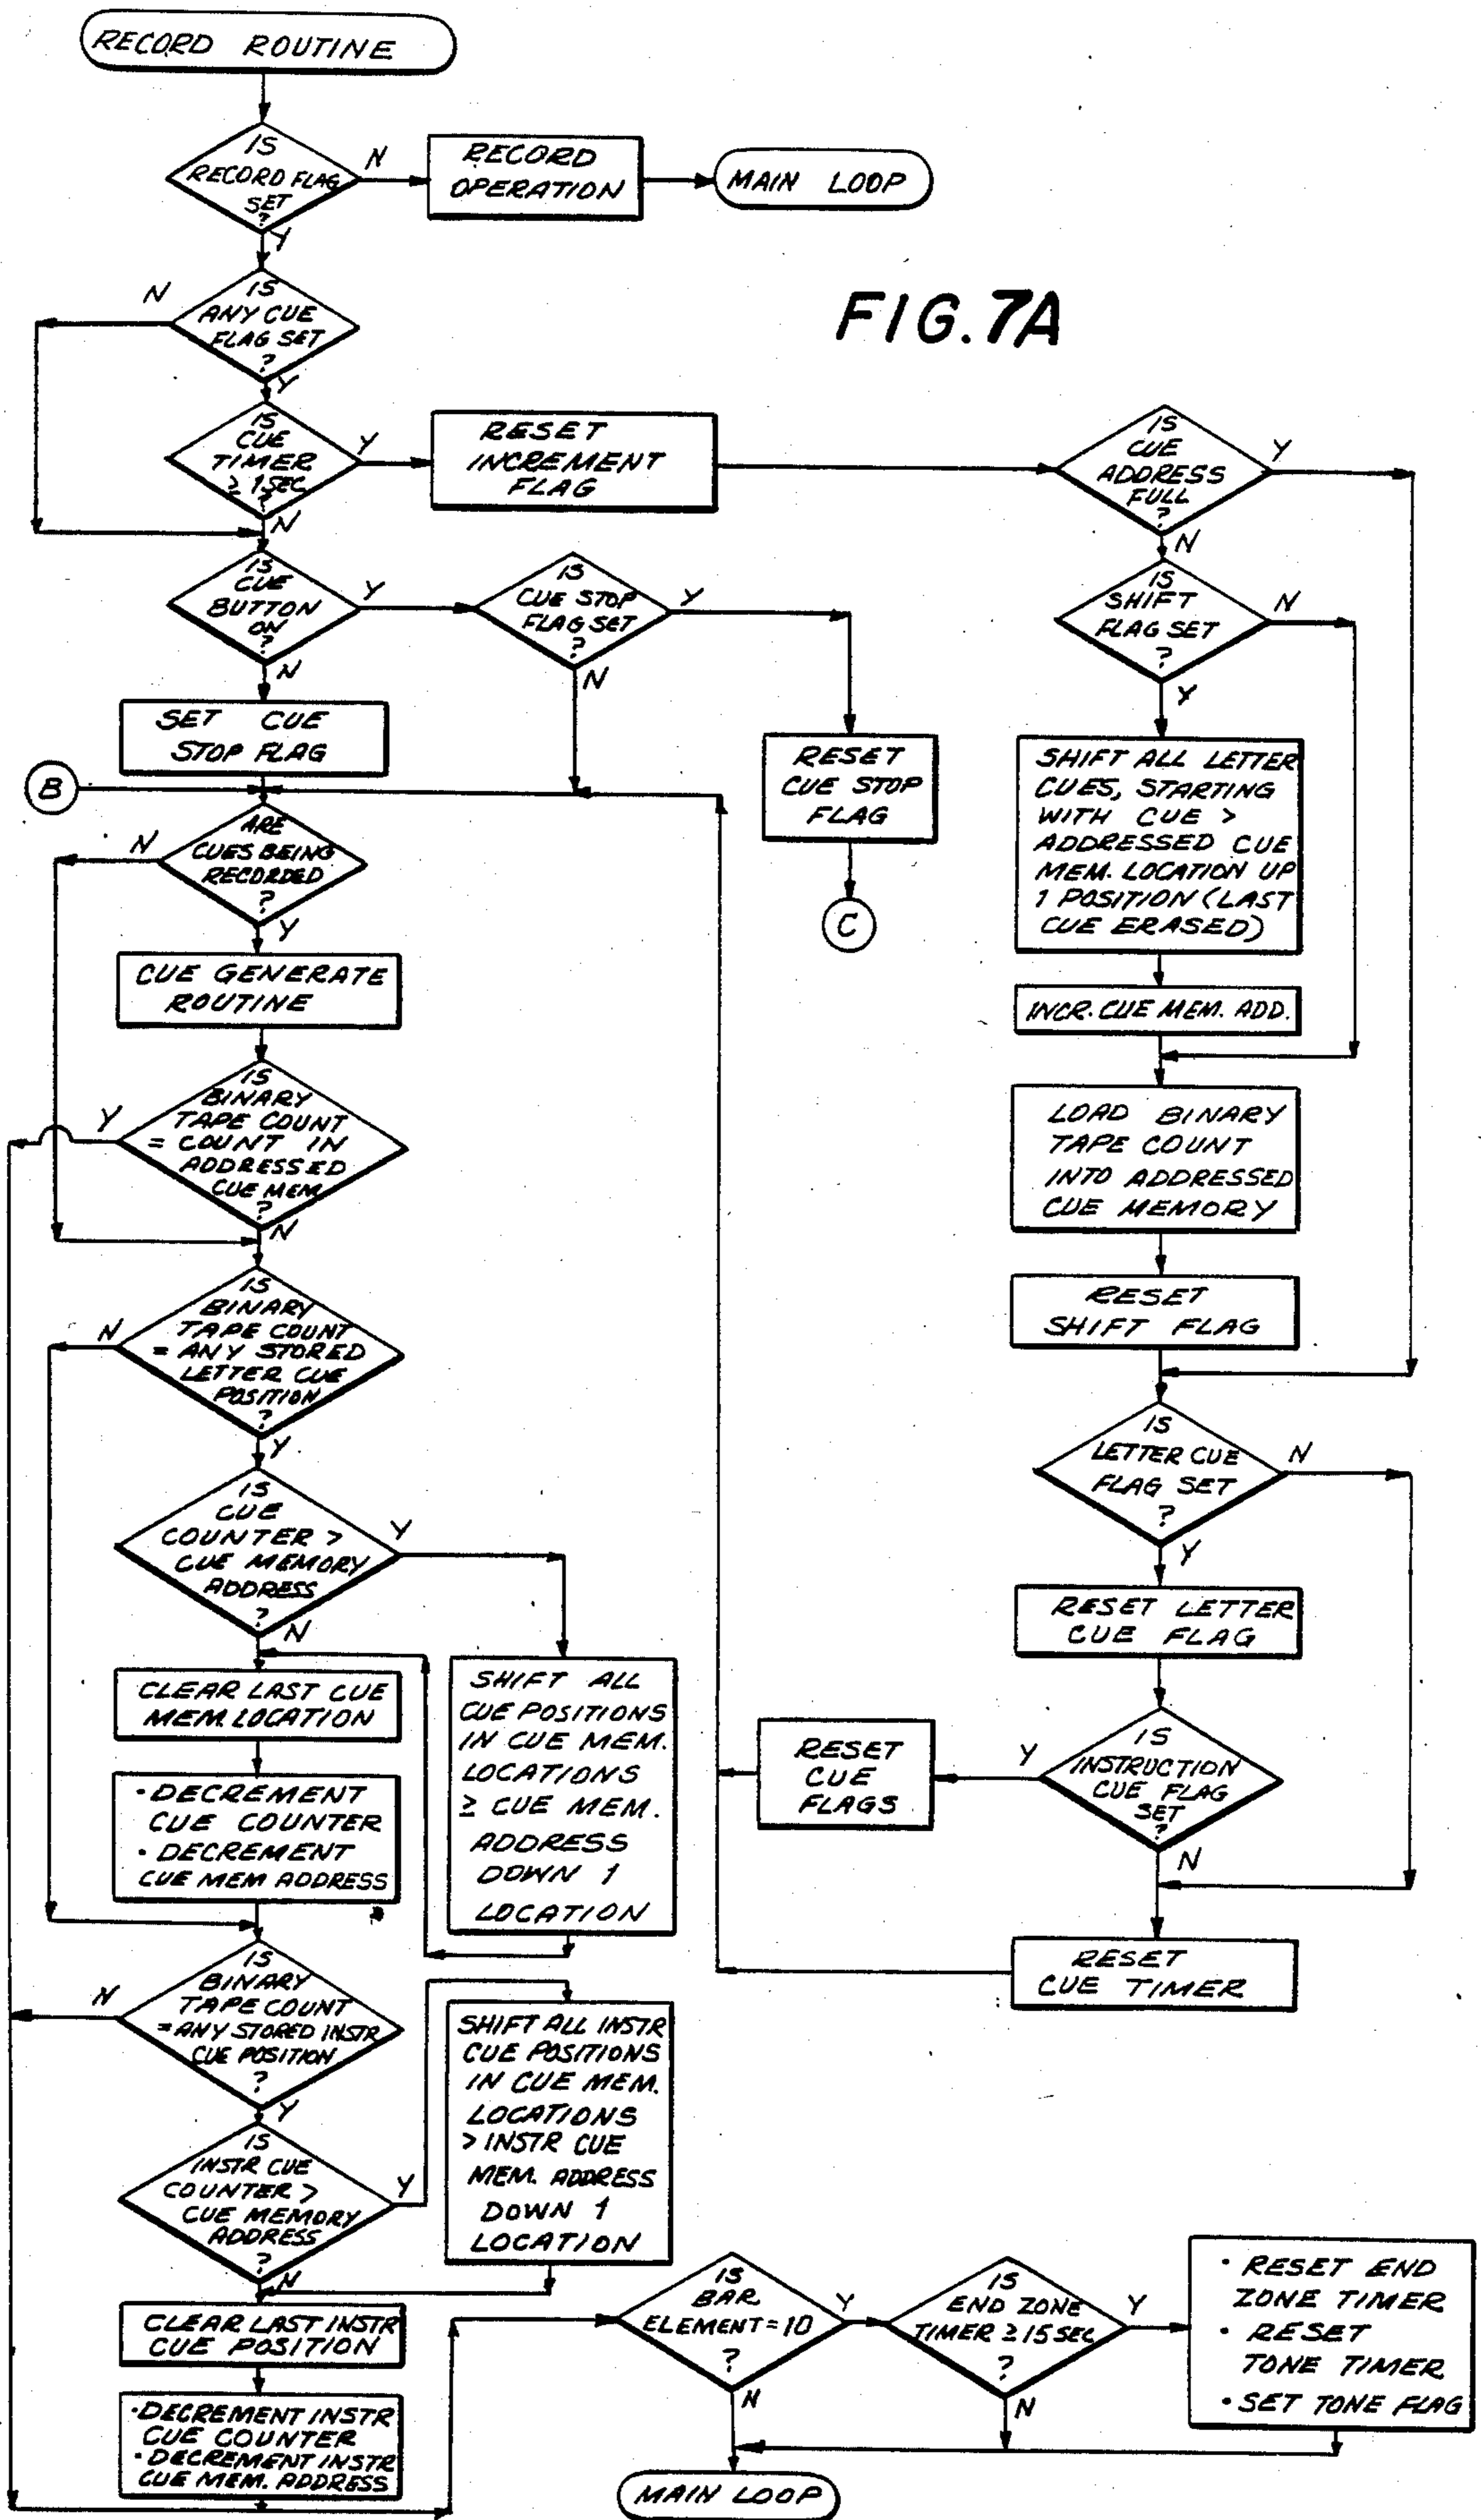 RECORD ROUTINE
IS
RECORD FLAG
SET
?
N
Y
RECORD
OPERATION
MAIN LOOP
FIG. 7A
IS
ANY CUE
FLAG SET
?
N
Y
IS
CUE
TIMER
≥ 1 SEC
?
Y
N
RESET
INCREMENT
FLAG
IS
CUE
ADDRESS
FULL
?
Y
N
IS
CUE
BUTTON
ON
?
Y
N
IS
CUE STOP
FLAG SET
?
Y
N
IS
SHIFT
FLAG SET
?
N
Y
SET CUE
STOP FLAG
RESET
CUE STOP
FLAG
C
B
SHIFT ALL LETTER
CUES, STARTING
WITH CUE >
ADDRESSED CUE
MEM. LOCATION UP
1 POSITION (LAST
CUE ERASED)
INCR. CUE MEM. ADD.
LOAD BINARY
TAPE COUNT
INTO ADDRESSED
CUE MEMORY
RESET
SHIFT FLAG
ARE
CUES BEING
RECORDED
?
N
Y
CUE GENERATE
ROUTINE
IS
BINARY
TAPE COUNT
= COUNT IN
ADDRESSED
CUE MEM
?
Y
N
IS
BINARY
TAPE COUNT
= ANY STORED
LETTER CUE
POSITION
?
N
Y
IS
CUE
COUNTER >
CUE MEMORY
ADDRESS
?
Y
N
IS
LETTER CUE
FLAG SET
?
N
Y
RESET LETTER
CUE FLAG
IS
INSTRUCTION
CUE FLAG
SET
?
Y
N
RESET
CUE
FLAGS
RESET
CUE TIMER
CLEAR LAST CUE
MEM. LOCATION
• DECREMENT
CUE COUNTER
• DECREMENT
CUE MEM ADDRESS
SHIFT ALL
CUE POSITIONS
IN CUE MEM.
LOCATIONS
≥ CUE MEM.
ADDRESS
DOWN 1
LOCATION
IS
BINARY
TAPE COUNT
= ANY STORED INSTR
CUE POSITION
?
N
Y
IS
INSTR CUE
COUNTER >
CUE MEMORY
ADDRESS
?
Y
N
SHIFT ALL INSTR
CUE POSITIONS
IN CUE MEM.
LOCATIONS
> INSTR CUE
MEM. ADDRESS
DOWN 1
LOCATION
CLEAR LAST INSTR
CUE POSITION
• DECREMENT INSTR
CUE COUNTER
• DECREMENT INSTR
CUE MEM. ADDRESS
IS
BAR
ELEMENT = 10
?
Y
N
IS
END ZONE
TIMER ≥ 15 SEC
?
Y
N
• RESET END
ZONE TIMER
• RESET
TONE TIMER
• SET TONE FLAG
MAIN LOOP